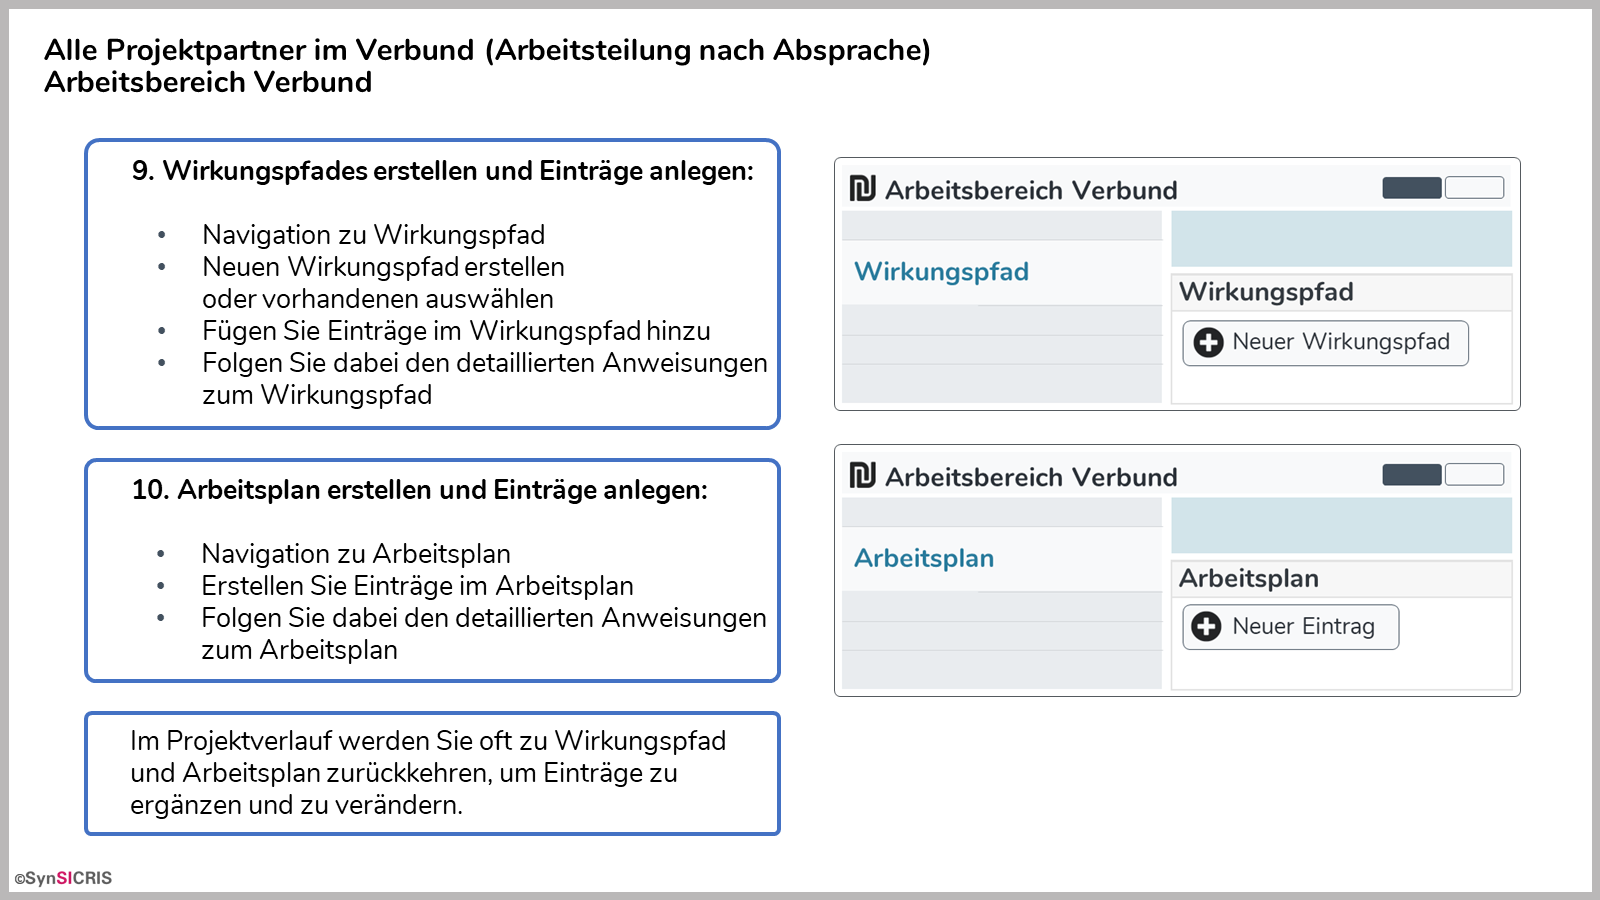 Alle Projektpartner im Verbund (Arbeitsteilung nach Absprache)
Arbeitsbereich Verbund
9. Wirkungspfades erstellen und Einträge anlegen:
• Navigation zu Wirkungspfad
• Neuen Wirkungspfad erstellen
oder vorhandenen auswählen
• Fügen Sie Einträge im Wirkungspfad hinzu
• Folgen Sie dabei den detaillierten Anweisungen
zum Wirkungspfad
10. Arbeitsplan erstellen und Einträge anlegen:
• Navigation zu Arbeitsplan
• Erstellen Sie Einträge im Arbeitsplan
• Folgen Sie dabei den detaillierten Anweisungen
zum Arbeitsplan
Im Projektverlauf werden Sie oft zu Wirkungspfad
und Arbeitsplan zurückkehren, um Einträge zu
ergänzen und zu verändern.
Arbeitsbereich Verbund
Wirkungspfad
Wirkungspfad
Neuer Wirkungspfad
Arbeitsbereich Verbund
Arbeitsplan
Arbeitsplan
Neuer Eintrag
©SynSICRIS